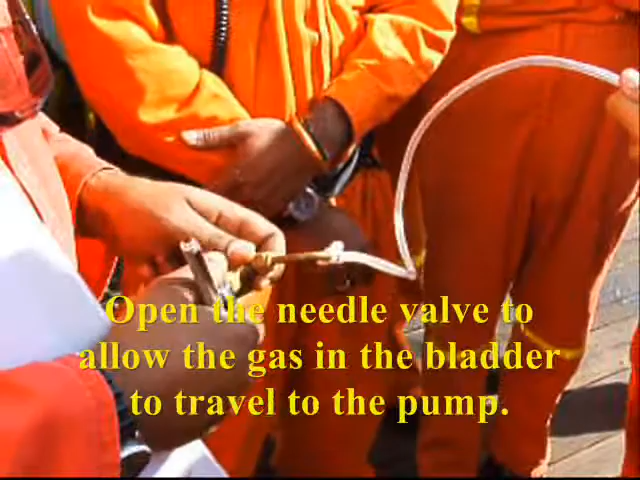 Open the needle valve to
allow the gas in the bladder
to travel to the pump.